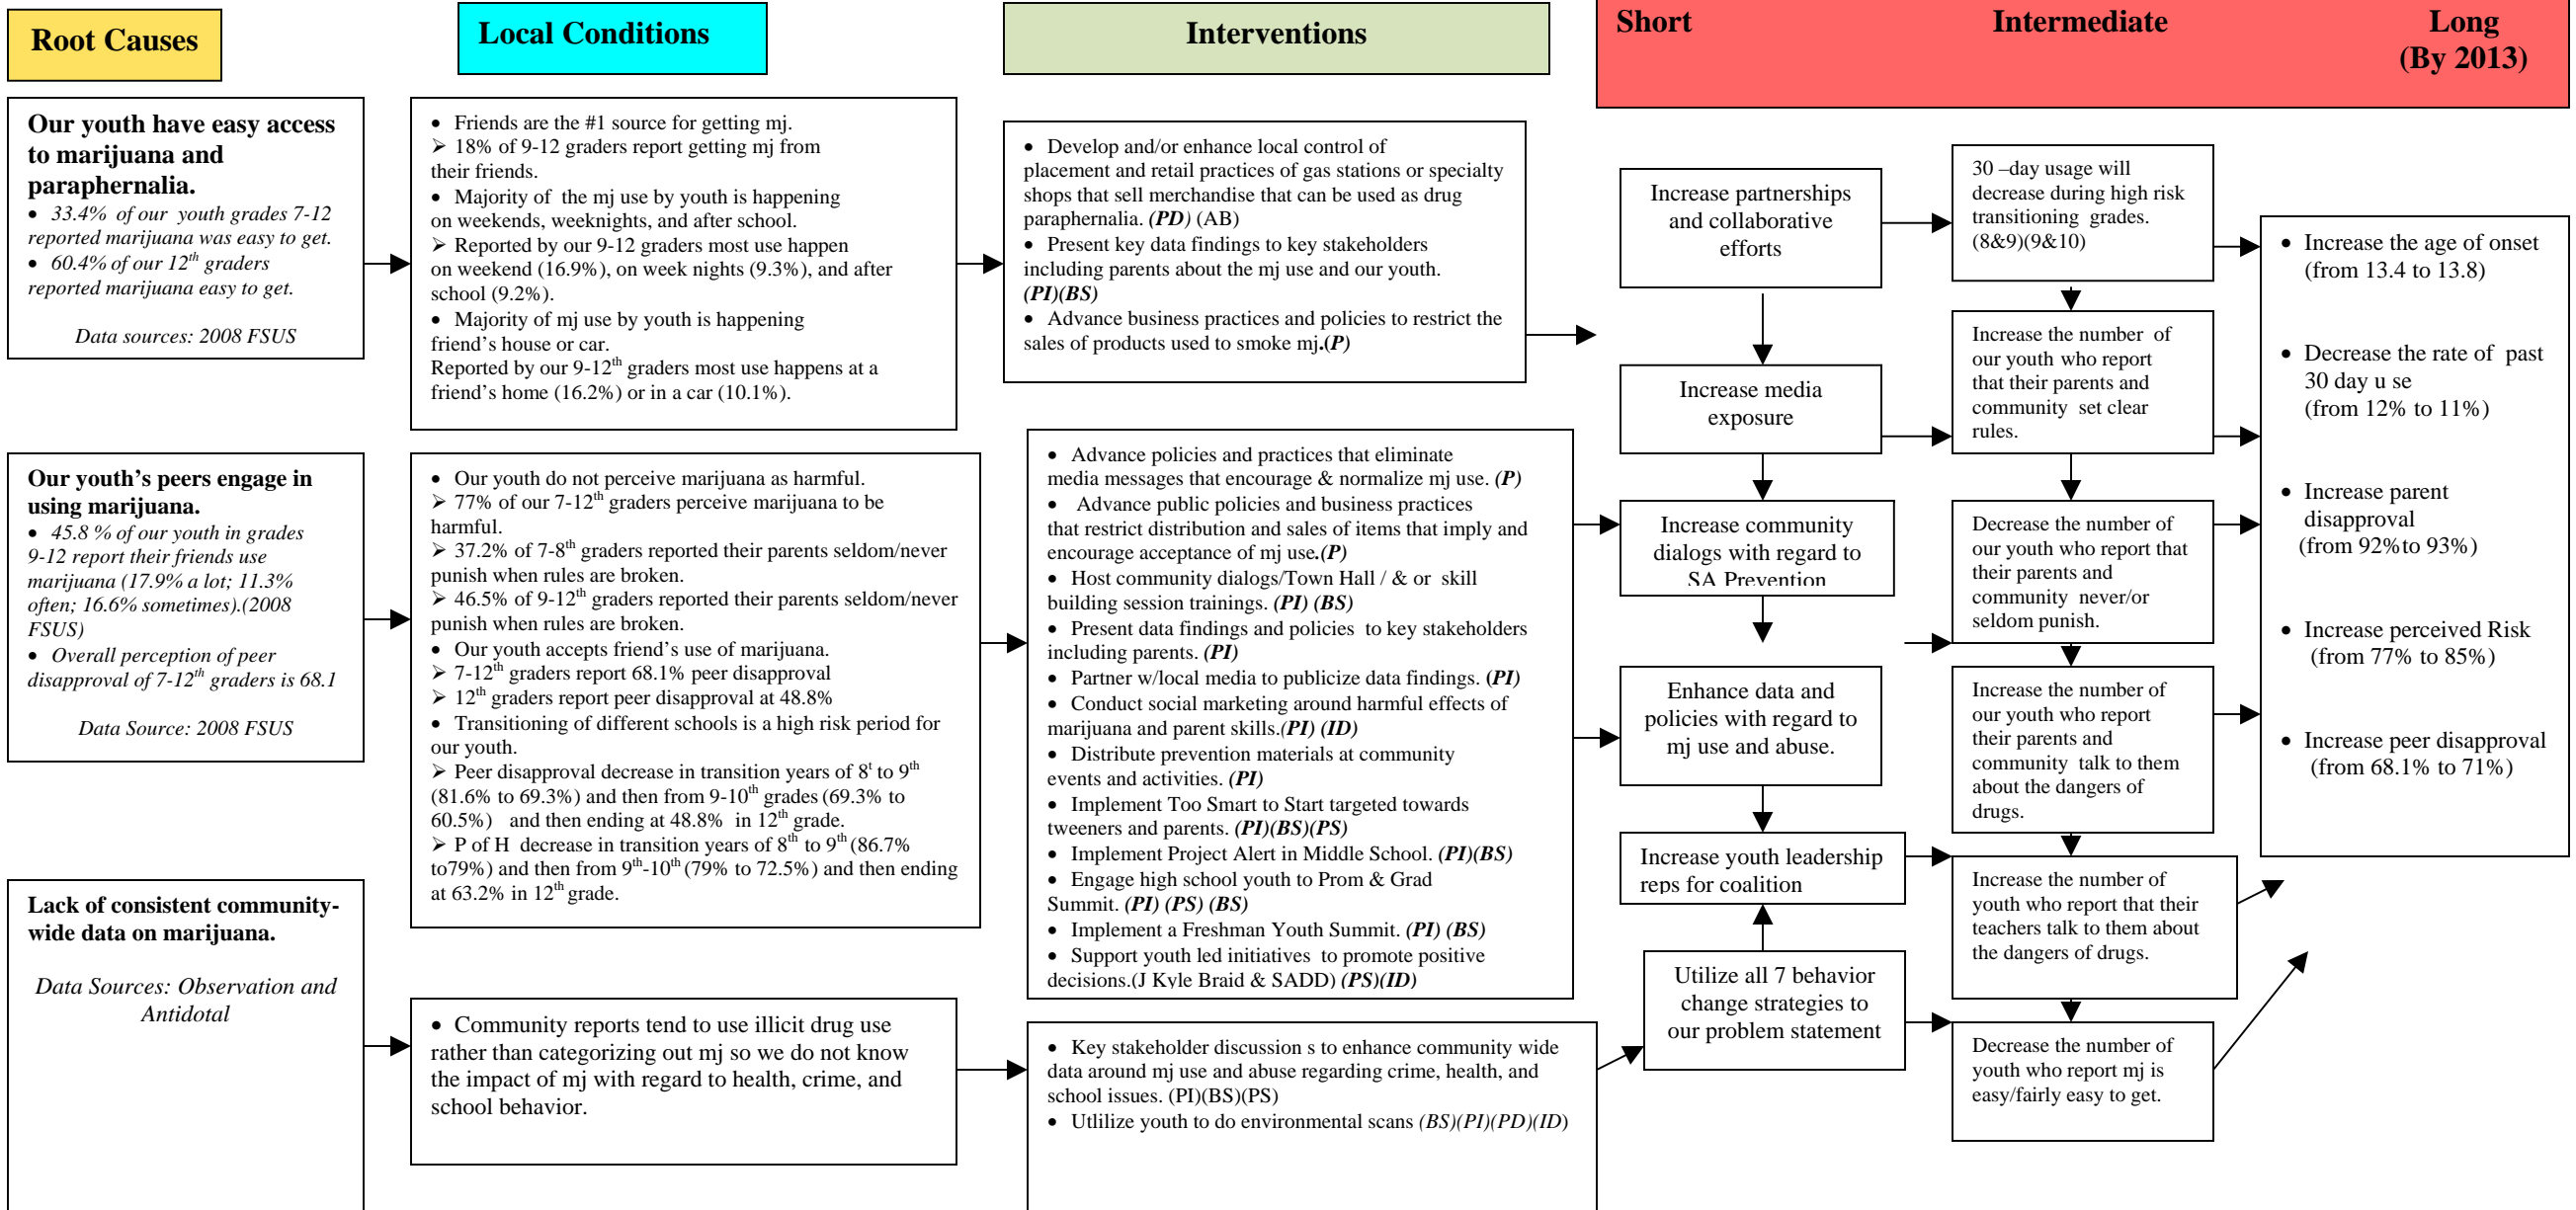 Root Causes
Local Conditions
Interventions
Short
Intermediate
Long
(By 2013)
Our youth have easy access
to marijuana and
paraphernalia.
• 33.4% of our youth grades 7-12
reported marijuana was easy to get.
• 60.4% of our 12th graders
reported marijuana easy to get.
Data sources: 2008 FSUS
• Friends are the #1 source for getting mj.
➢ 18% of 9-12 graders report getting mj from
their friends.
• Majority of the mj use by youth is happening
on weekends, weeknights, and after school.
➢ Reported by our 9-12 graders most use happen
on weekend (16.9%), on week nights (9.3%), and after
school (9.2%).
• Majority of mj use by youth is happening
friend’s house or car.
Reported by our 9-12th graders most use happens at a
friend’s home (16.2%) or in a car (10.1%).
• Develop and/or enhance local control of
placement and retail practices of gas stations or specialty
shops that sell merchandise that can be used as drug
paraphernalia. (PD) (AB)
• Present key data findings to key stakeholders
including parents about the mj use and our youth.
(PI)(BS)
• Advance business practices and policies to restrict the
sales of products used to smoke mj.(P)
Our youth’s peers engage in
using marijuana.
• 45.8 % of our youth in grades
9-12 report their friends use
marijuana (17.9% a lot; 11.3%
often; 16.6% sometimes).(2008
FSUS)
• Overall perception of peer
disapproval of 7-12th graders is 68.1
Data Source: 2008 FSUS
• Our youth do not perceive marijuana as harmful.
➢ 77% of our 7-12th graders perceive marijuana to be
harmful.
➢ 37.2% of 7-8th graders reported their parents seldom/never
punish when rules are broken.
➢ 46.5% of 9-12th graders reported their parents seldom/never
punish when rules are broken.
• Our youth accepts friend’s use of marijuana.
➢ 7-12th graders report 68.1% peer disapproval
➢ 12th graders report peer disapproval at 48.8%
• Transitioning of different schools is a high risk period for
our youth.
➢ Peer disapproval decrease in transition years of 8t to 9th
(81.6% to 69.3%) and then from 9-10th grades (69.3% to
60.5%) and then ending at 48.8% in 12th grade.
➢ P of H decrease in transition years of 8th to 9th (86.7%
to79%) and then from 9th-10th (79% to 72.5%) and then ending
at 63.2% in 12th grade.
• Advance policies and practices that eliminate
media messages that encourage & normalize mj use. (P)
• Advance public policies and business practices
that restrict distribution and sales of items that imply and
encourage acceptance of mj use.(P)
• Host community dialogs/Town Hall / & or skill
building session trainings. (PI) (BS)
• Present data findings and policies to key stakeholders
including parents. (PI)
• Partner w/local media to publicize data findings. (PI)
• Conduct social marketing around harmful effects of
marijuana and parent skills.(PI) (ID)
• Distribute prevention materials at community
events and activities. (PI)
• Implement Too Smart to Start targeted towards
tweeners and parents. (PI)(BS)(PS)
• Implement Project Alert in Middle School. (PI)(BS)
• Engage high school youth to Prom & Grad
Summit. (PI) (PS) (BS)
• Implement a Freshman Youth Summit. (PI) (BS)
• Support youth led initiatives to promote positive
decisions.(J Kyle Braid & SADD) (PS)(ID)
Lack of consistent community-
wide data on marijuana.
Data Sources: Observation and
Antidotal
• Community reports tend to use illicit drug use
rather than categorizing out mj so we do not know
the impact of mj with regard to health, crime, and
school behavior.
• Key stakeholder discussion s to enhance community wide
data around mj use and abuse regarding crime, health, and
school issues. (PI)(BS)(PS)
• Utlilize youth to do environmental scans (BS)(PI)(PD)(ID)
Increase partnerships
and collaborative
efforts
Increase media
exposure
Increase community
dialogs with regard to
SA Prevention
Enhance data and
policies with regard to
mj use and abuse.
Increase youth leadership
reps for coalition
Utilize all 7 behavior
change strategies to
our problem statement
30 –day usage will
decrease during high risk
transitioning grades.
(8&9)(9&10)
Increase the number of
our youth who report
that their parents and
community set clear
rules.
Decrease the number of
our youth who report that
their parents and
community never/or
seldom punish.
Increase the number of
our youth who report
their parents and
community talk to them
about the dangers of
drugs.
Increase the number of
youth who report that their
teachers talk to them about
the dangers of drugs.
Decrease the number of
youth who report mj is
easy/fairly easy to get.
• Increase the age of onset
(from 13.4 to 13.8)
• Decrease the rate of past
30 day u se
(from 12% to 11%)
• Increase parent
disapproval
(from 92%to 93%)
• Increase perceived Risk
(from 77% to 85%)
• Increase peer disapproval
(from 68.1% to 71%)